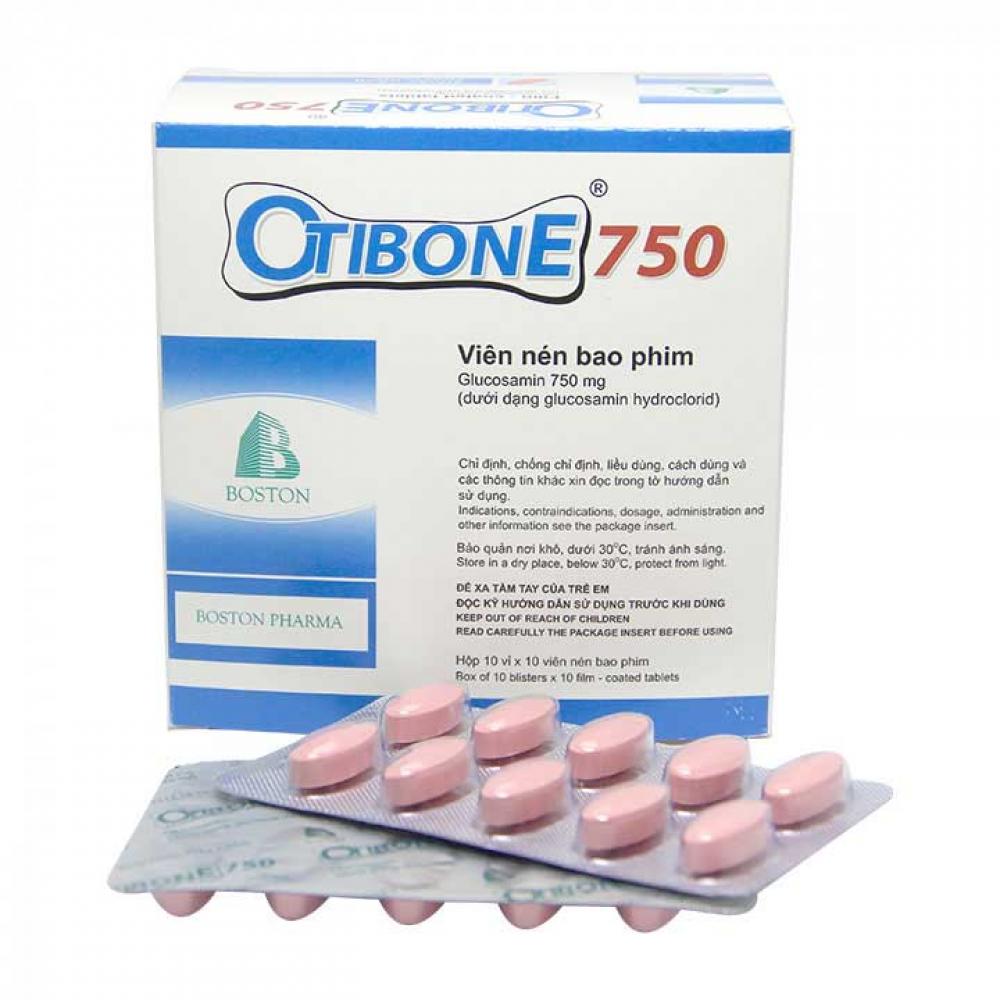 OTIBONE 750 ®
OTIBONE® 750
Viên nén bao phim
Glucosamin 750 mg
(dưới dạng glucosamin hydroclorid)
BOSTON
Chỉ định, chống chỉ định, liều dùng, cách dùng và
các thông tin khác xin đọc trong tờ hướng dẫn
sử dụng.
Indications, contraindications, dosage, administration and
other information see the package insert.
Bảo quản nơi khô, dưới 30°C, tránh ánh sáng.
Store in a dry place, below 30°C, protect from light.
BOSTON PHARMA
ĐỂ XA TẦM TAY CỦA TRẺ EM
ĐỌC KỸ HƯỚNG DẪN SỬ DỤNG TRƯỚC KHI DÙNG
KEEP OUT OF REACH OF CHILDREN
READ CAREFULLY THE PACKAGE INSERT BEFORE USING
Hộp 10 vỉ x 10 viên nén bao phim
Box of 10 blisters x 10 film - coated tablets
OTIBONE
OTIBONE
750
OTIBONE